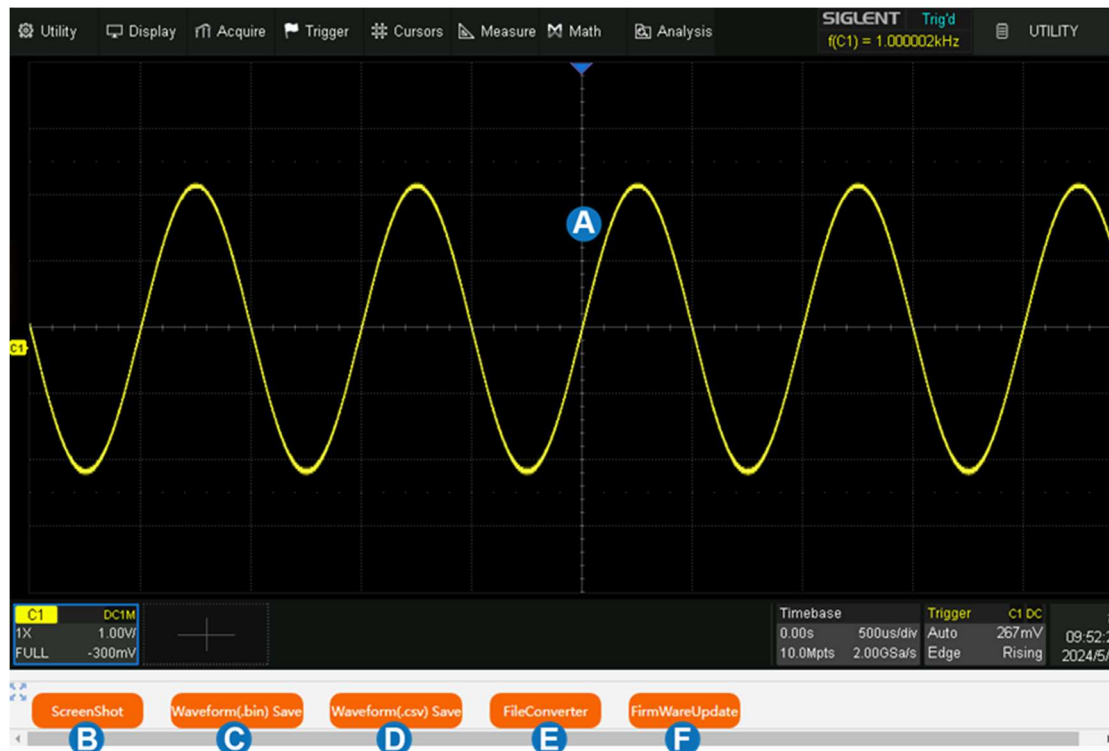 Utility Display Acquire Trigger Cursors Measure Math Analysis
SIGLENT Trig'd
f(C1) = 1.000002kHz
UTILITY
A
C1
C1 DC1M
1X 1.00V/
FULL -300mV
Timebase
0.00s 500us/div
10.0Mpts 2.00GSa/s
Trigger C1 DC
Auto 267mV
Edge Rising
09:52:2
2024/5/
ScreenShot Waveform(.bin) Save Waveform(.csv) Save FileConverter FirmWareUpdate
B C D E F